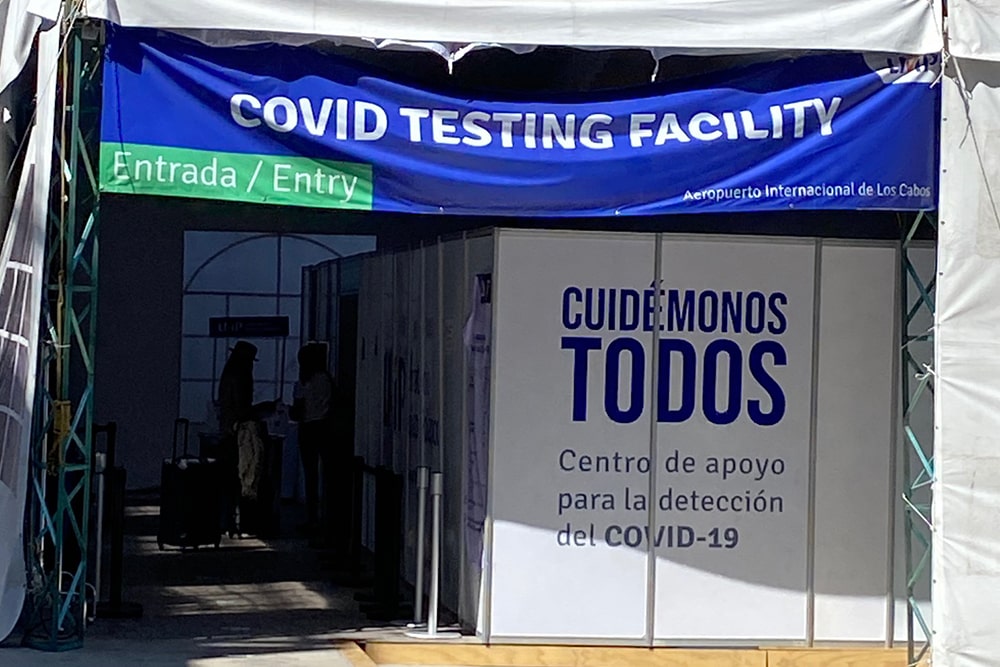 COVID TESTING FACILITY
Entrada / Entry
Aeropuerto Internacional de Los Cabos
CUIDÉMONOS
TODOS
Centro de apoyo
para la detección
del COVID-19